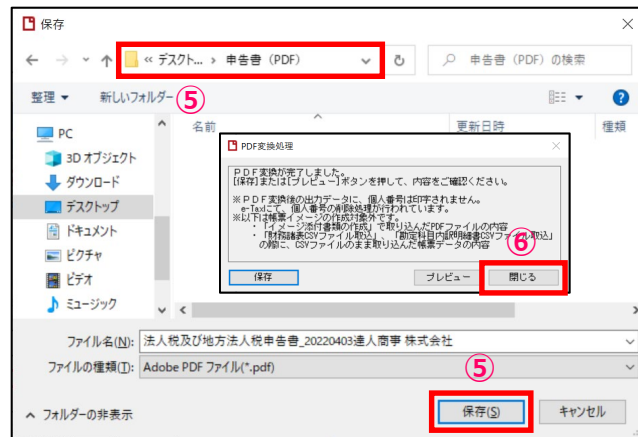 保存
« デスクト... › 申告書（PDF）
申告書（PDF）の検索
整理
新しいフォルダー
⑤
名前
更新日時
種類
PC
3D オブジェクト
ダウンロード
デスクトップ
ドキュメント
ピクチャ
ビデオ
ミュージック
PDF変換処理
ＰＤＦ変換が完了しました。
[保存]または[プレビュー]ボタンを押して、内容をご確認ください。
※ＰＤＦ変換後の出力データに、個人番号は印字されません。
e-Taxにて、個人番号の削除処理が行われています。
※以下は帳票イメージの作成対象外です。
・「イメージ添付書類の作成」で取り込んだPDFファイルの内容
・「財務諸表CSVファイル取込」、「勘定科目内訳明細書CSVファイル取込」
の際に、CSVファイルのまま取り込んだ帳票データの内容
⑥
保存
プレビュー
閉じる
ファイル名(N):
法人税及び地方法人税申告書_20220403達人商事 株式会社
ファイルの種類(T):
Adobe PDF ファイル(*.pdf)
⑤
フォルダーの非表示
保存(S)
キャンセル